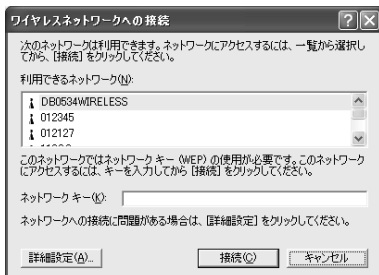 ワイヤレスネットワークへの接続
次のネットワークは利用できます。ネットワークにアクセスするには、一覧から選択し
てから、[接続] をクリックしてください。
利用できるネットワーク(N):
DB0534WIRELESS
012345
012127
このネットワークではネットワーク キー (WEP) の使用が必要です。このネットワーク
にアクセスするには、キーを入力してから [接続] をクリックしてください。
ネットワーク キー(K):
ネットワークへの接続に問題がある場合は、[詳細設定] をクリックしてください。
詳細設定(A)... 接続(C) キャンセル